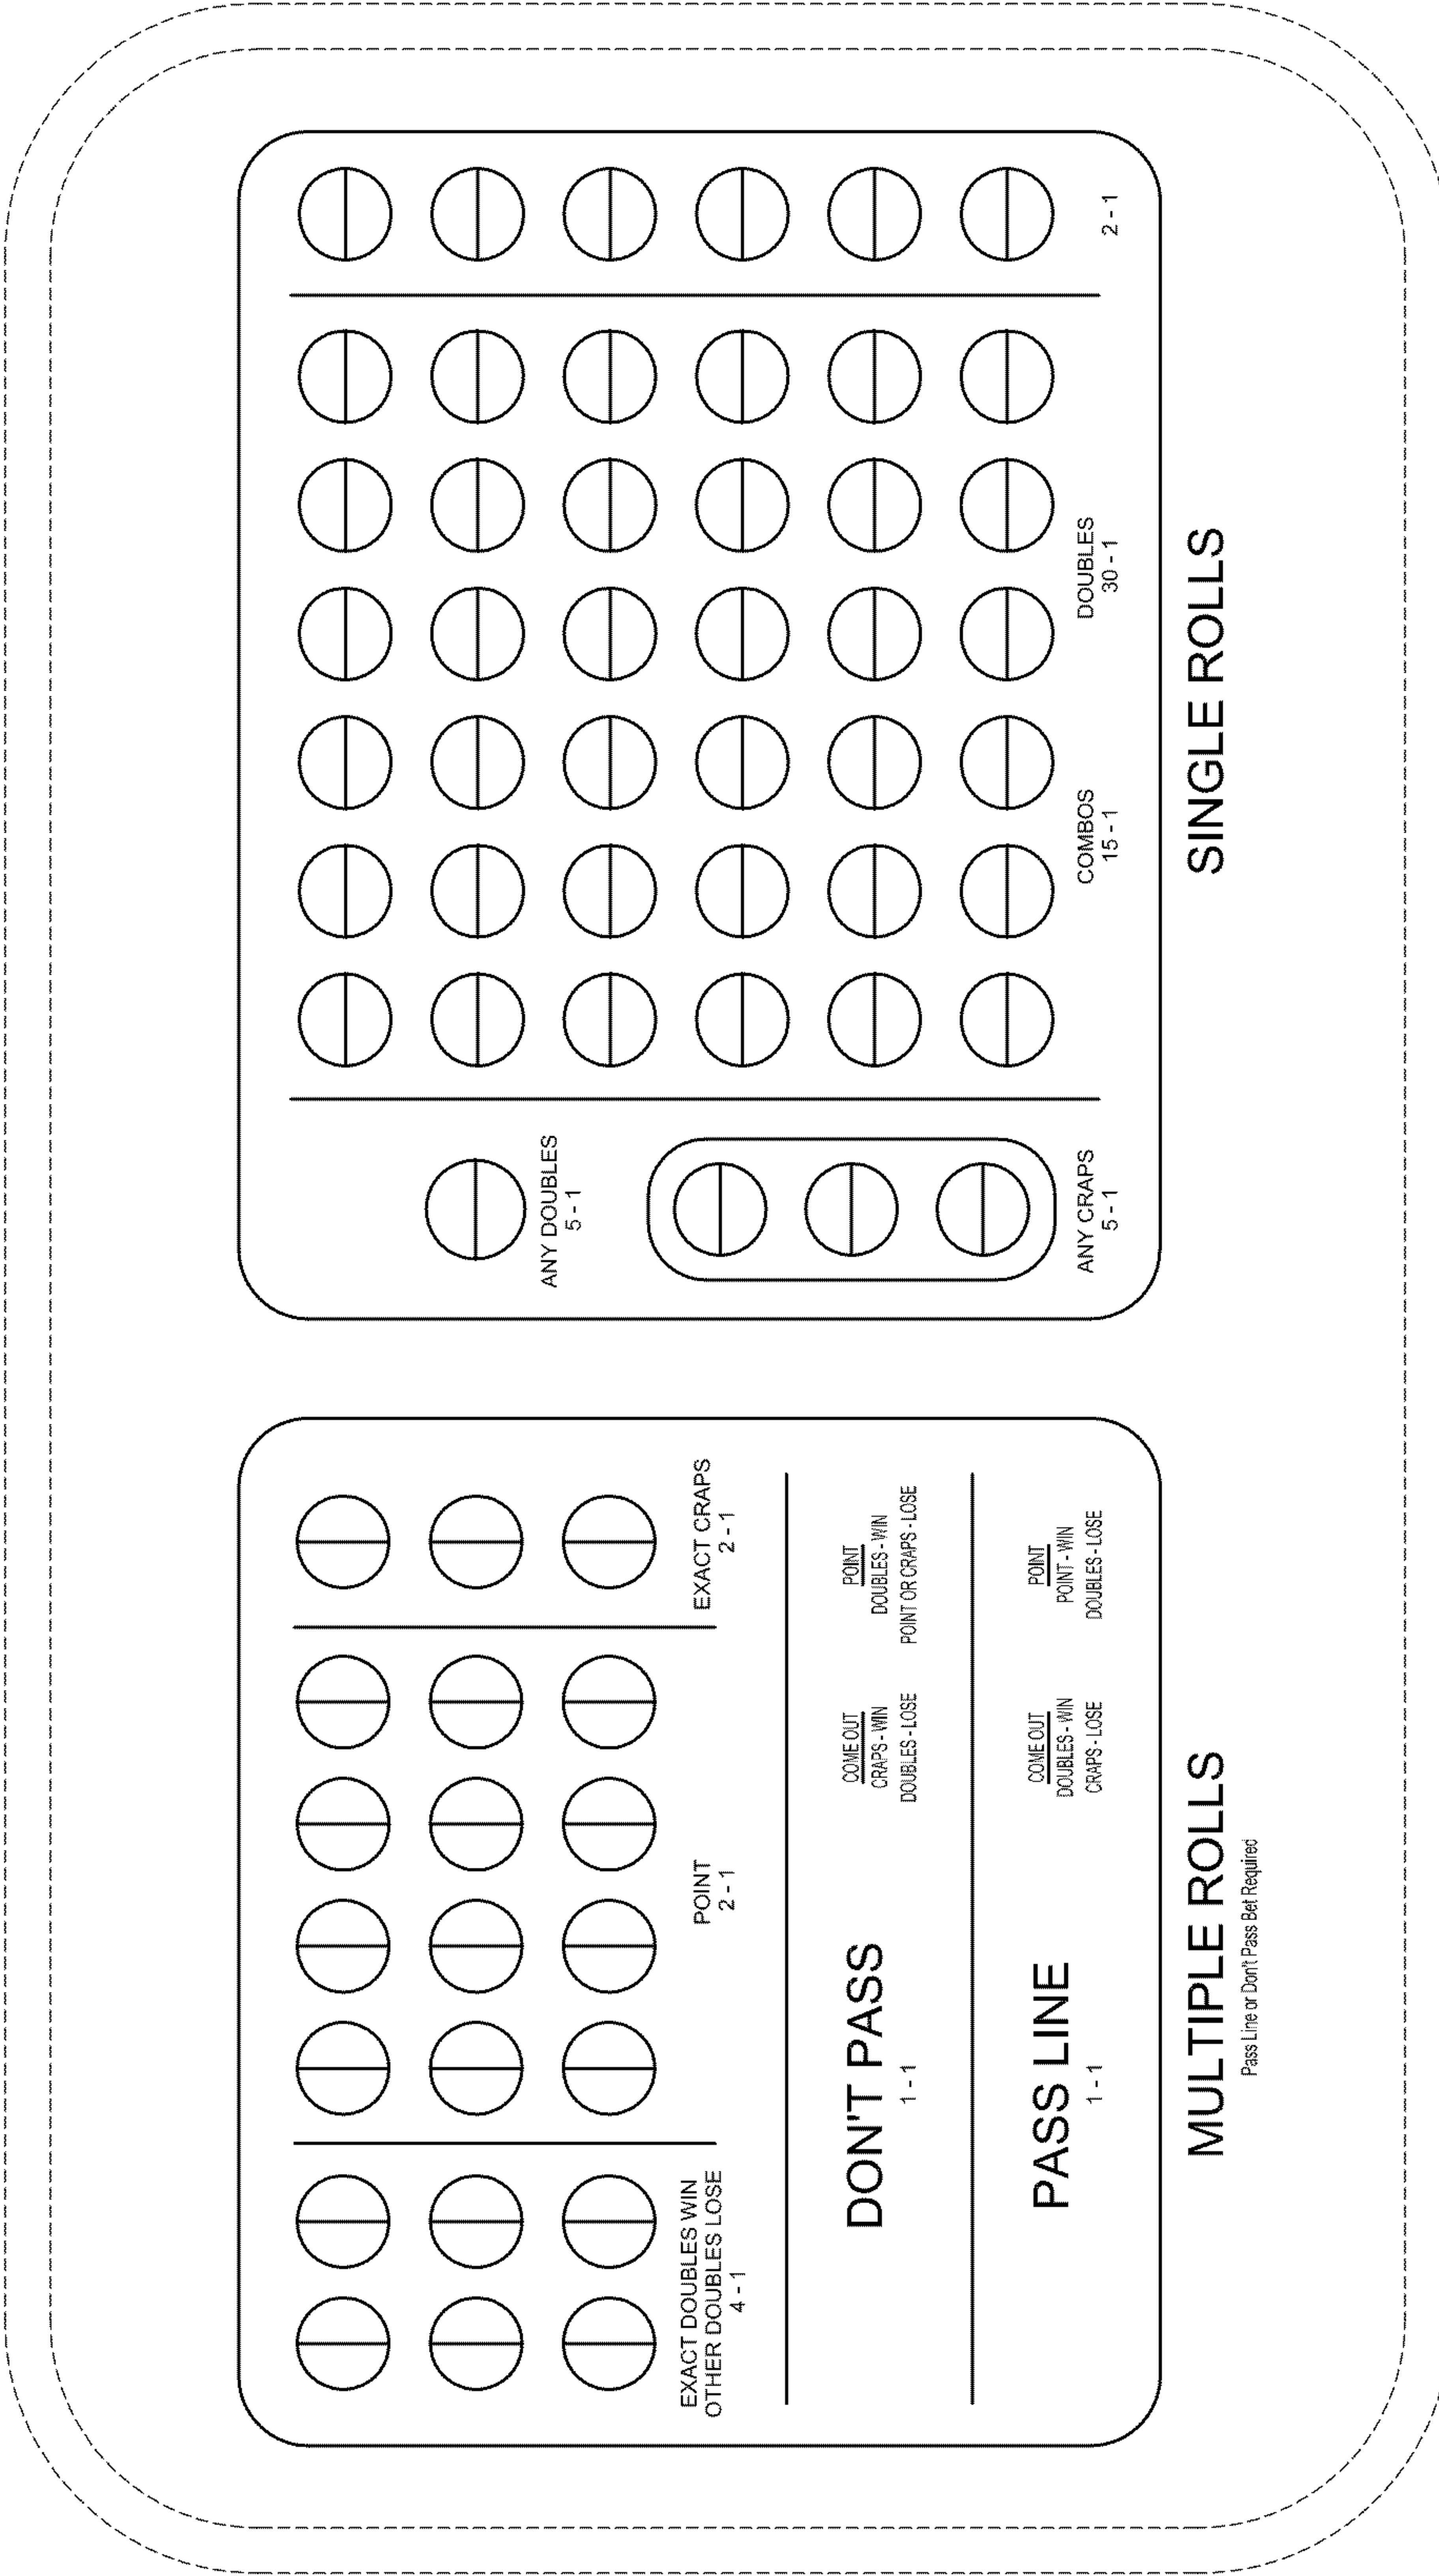 EXACT DOUBLES WIN
OTHER DOUBLES LOSE
4 - 1
POINT
2 - 1
EXACT CRAPS
2 - 1
DON'T PASS
1 - 1
COME OUT
CRAPS - WIN
DOUBLES - LOSE
POINT
DOUBLES - WIN
POINT OR CRAPS - LOSE
PASS LINE
1 - 1
COME OUT
DOUBLES - WIN
CRAPS - LOSE
POINT
POINT - WIN
DOUBLES - LOSE
MULTIPLE ROLLS
Pass Line or Don't Pass Bet Required
ANY DOUBLES
5 - 1
ANY CRAPS
5 - 1
COMBOS
15 - 1
DOUBLES
30 - 1
2 - 1
SINGLE ROLLS